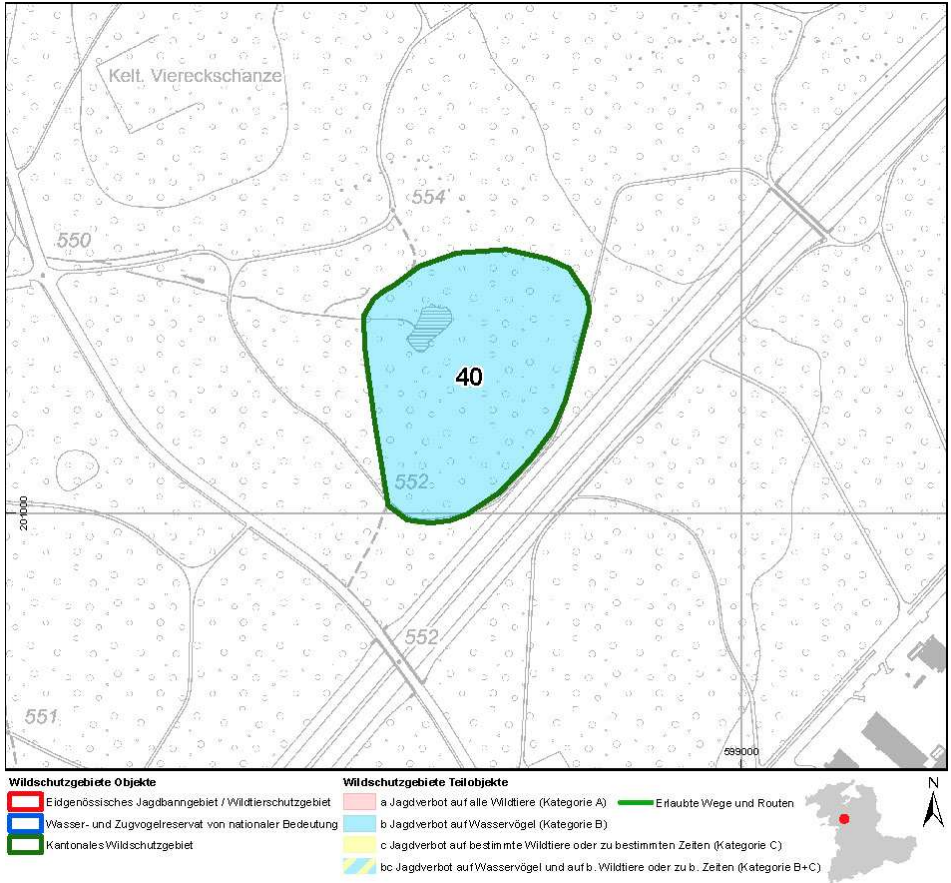 Kelt. Viereckschanze
554
550
40
552
201000
552
551
599000
Wildschutzgebiete Objekte
Eidgenössisches Jagdbanngebiet / Wildtierschutzgebiet
Wasser- und Zugvogelreservat von nationaler Bedeutung
Kantonales Wildschutzgebiet
Wildschutzgebiete Teilobjekte
a Jagdverbot auf alle Wildtiere (Kategorie A)
b Jagdverbot auf Wasservögel (Kategorie B)
c Jagdverbot auf bestimmte Wildtiere oder zu bestimmten Zeiten (Kategorie C)
bc Jagdverbot auf Wasservögel und auf b. Wildtiere oder zu b. Zeiten (Kategorie B+C)
Erlaubte Wege und Routen
N